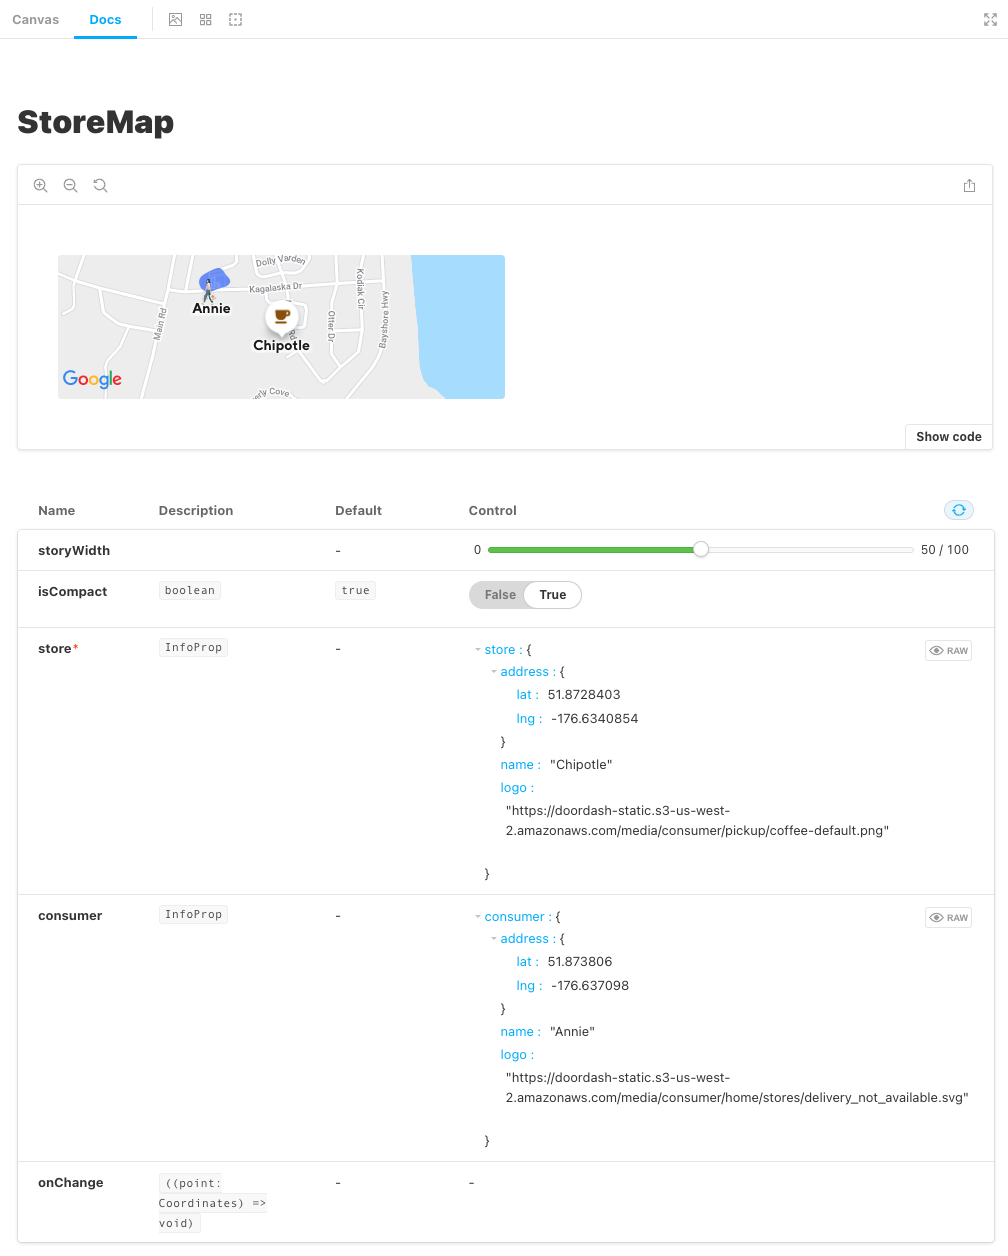 Canvas Docs
StoreMap
Dolly Varden
Kagalaska Dr
Kodiak Cir
Annie
Main Rd
Otter Dr
Bayshore Hwy
Rd
Chipotle
Google
erly Cove
Show code
Name Description Default Control
storyWidth - 0 50 / 100
isCompact boolean true False True
store* InfoProp - store : { RAW
address : {
lat : 51.8728403
lng : -176.6340854
}
name : "Chipotle"
logo :
"https://doordash-static.s3-us-west-
2.amazonaws.com/media/consumer/pickup/coffee-default.png"
}
consumer InfoProp - consumer : { RAW
address : {
lat : 51.873806
lng : -176.637098
}
name : "Annie"
logo :
"https://doordash-static.s3-us-west-
2.amazonaws.com/media/consumer/home/stores/delivery_not_available.svg"
}
onChange ((point: - -
Coordinates) =>
void)